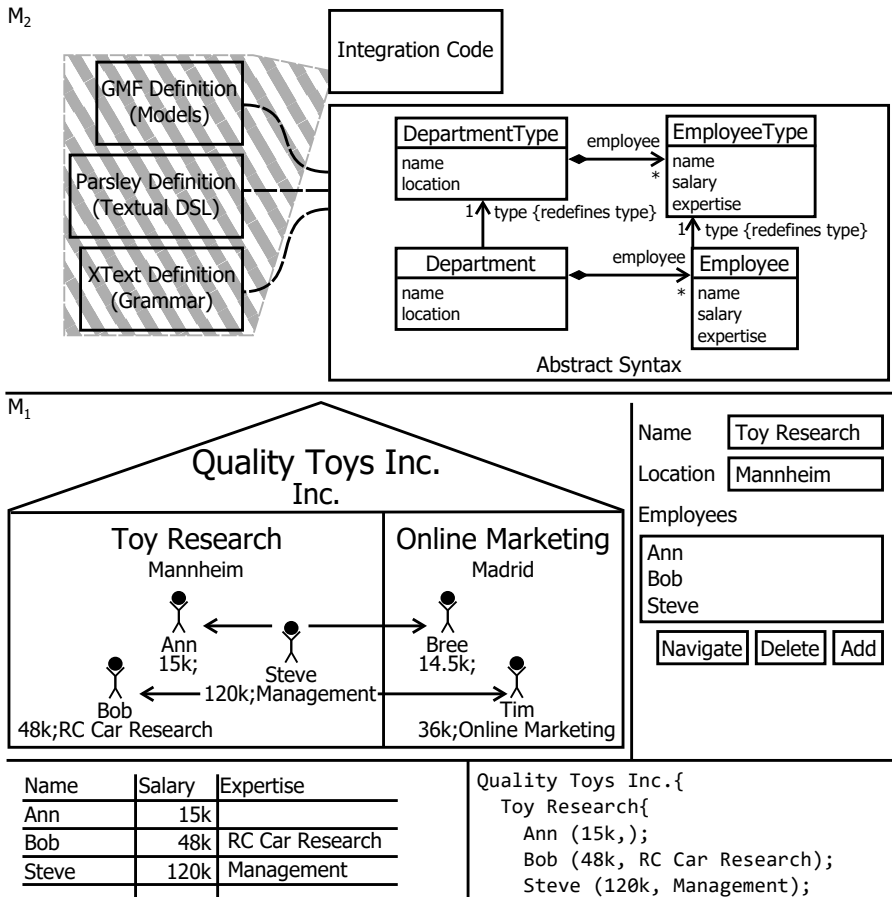 M2
Integration Code
GMF Definition
(Models)
Parsley Definition
(Textual DSL)
XText Definition
(Grammar)
DepartmentType
name
location
employee
*
EmployeeType
name
salary
expertise
1 type {redefines type}
1 type {redefines type}
Department
name
location
employee
*
Employee
name
salary
expertise
Abstract Syntax
M1
Quality Toys Inc.
Inc.
Toy Research
Mannheim
Online Marketing
Madrid
Ann
15k;
Steve
120k;Management
Bree
14.5k;
Bob
48k;RC Car Research
Tim
36k;Online Marketing
Name Toy Research
Location Mannheim
Employees
Ann
Bob
Steve
Navigate Delete Add
Name Salary Expertise
Ann 15k
Bob 48k RC Car Research
Steve 120k Management
Quality Toys Inc.{
Toy Research{
Ann (15k,);
Bob (48k, RC Car Research);
Steve (120k, Management);